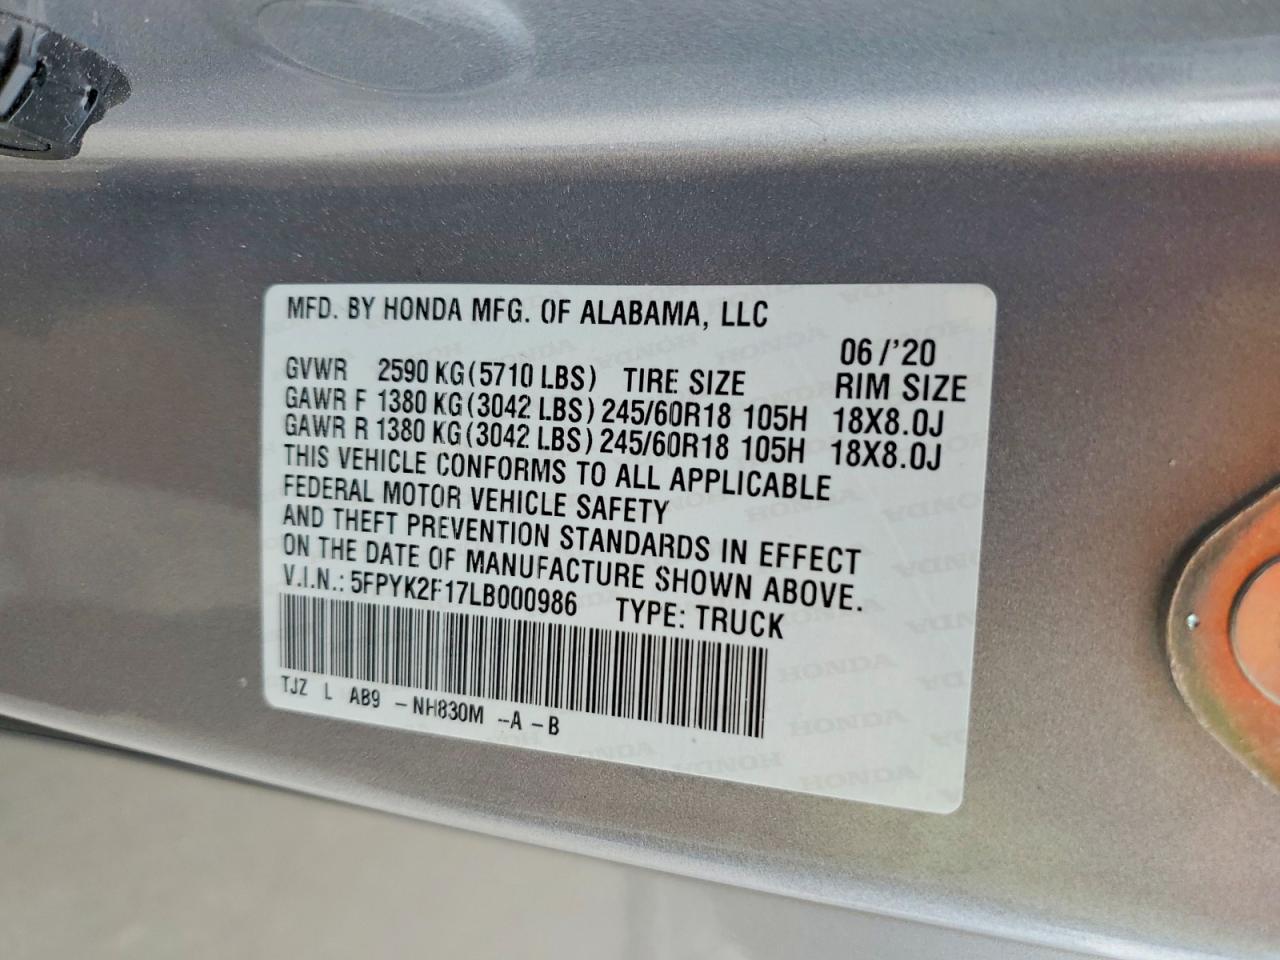 MFD. BY HONDA MFG. OF ALABAMA, LLC
06/'20
GVWR 2590 KG(5710 LBS) TIRE SIZE RIM SIZE
GAWR F 1380 KG(3042 LBS) 245/60R18 105H 18X8.0J
GAWR R 1380 KG(3042 LBS) 245/60R18 105H 18X8.0J
THIS VEHICLE CONFORMS TO ALL APPLICABLE
FEDERAL MOTOR VEHICLE SAFETY
AND THEFT PREVENTION STANDARDS IN EFFECT
ON THE DATE OF MANUFACTURE SHOWN ABOVE.
V.I.N.: 5FPYK2F17LB000986 TYPE: TRUCK
TJZ L AB9 -NH830M -A -B